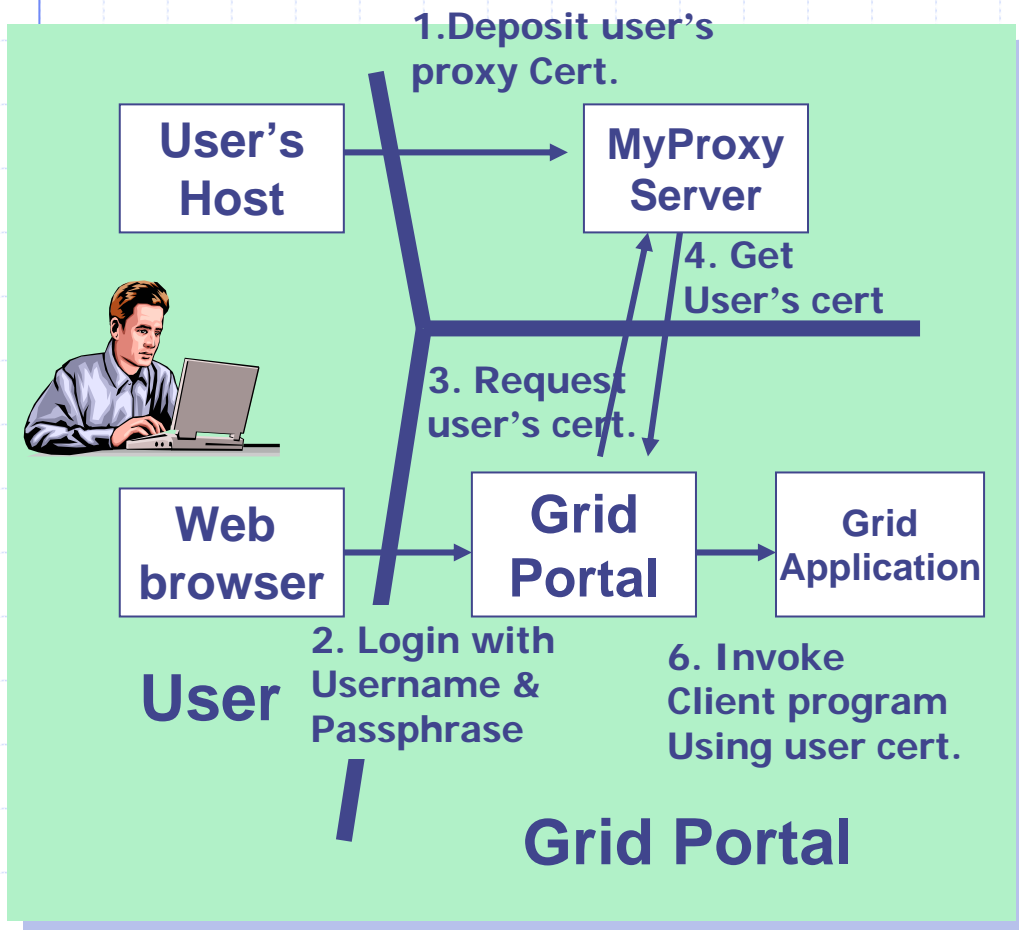 1.Deposit user’s
proxy Cert.
User’s
Host
MyProxy
Server
4. Get
User’s cert
3. Request
user’s cert.
Web
browser
Grid
Portal
Grid
Application
2. Login with
Username &
Passphrase
6. Invoke
Client program
Using user cert.
User
Grid Portal